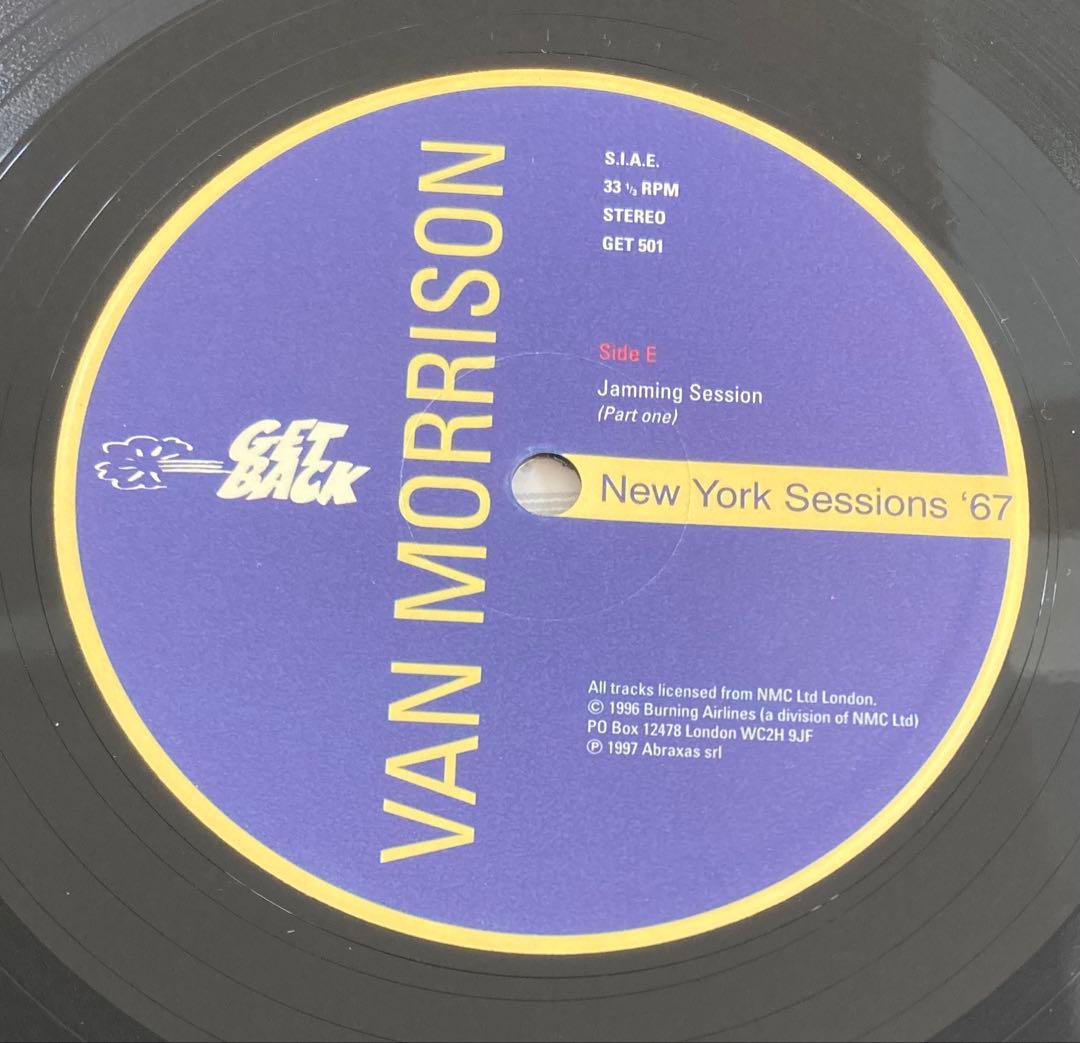 S.I.A.E.
33 ⅓ RPM
STEREO
GET 501
VAN MORRISON
Side E
Jamming Session
(Part one)
GET
BACK
New York Sessions ‘67
All tracks licensed from NMC Ltd London.
© 1996 Burning Airlines (a division of NMC Ltd)
PO Box 12478 London WC2H 9JF
℗ 1997 Abraxas srl